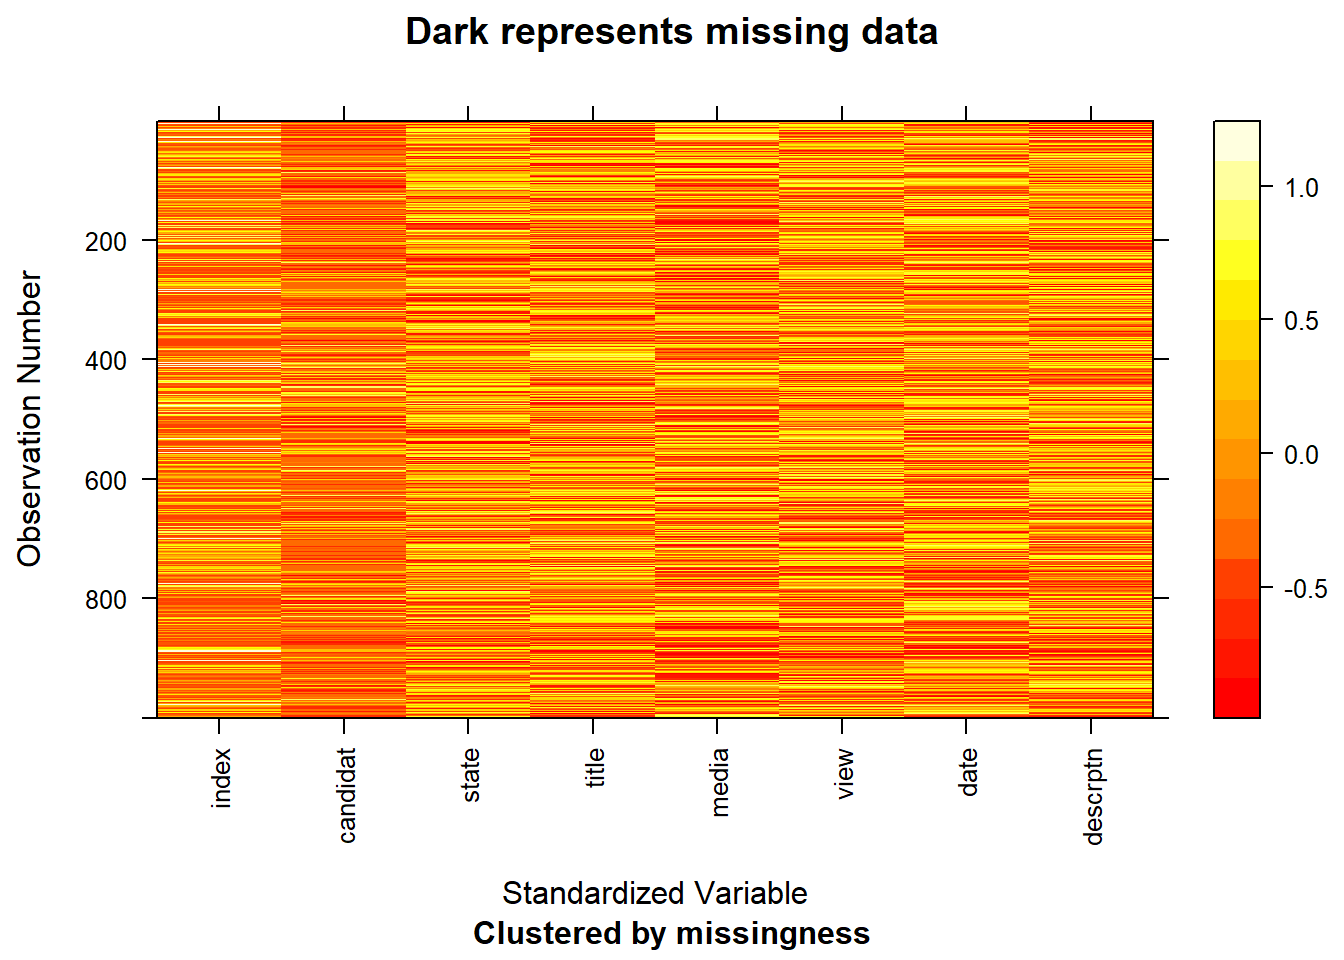 Dark represents missing data
Observation Number
200
400
600
800
1.0
0.5
0.0
-0.5
index
candidat
state
title
media
view
date
descrptn
Standardized Variable
Clustered by missingness